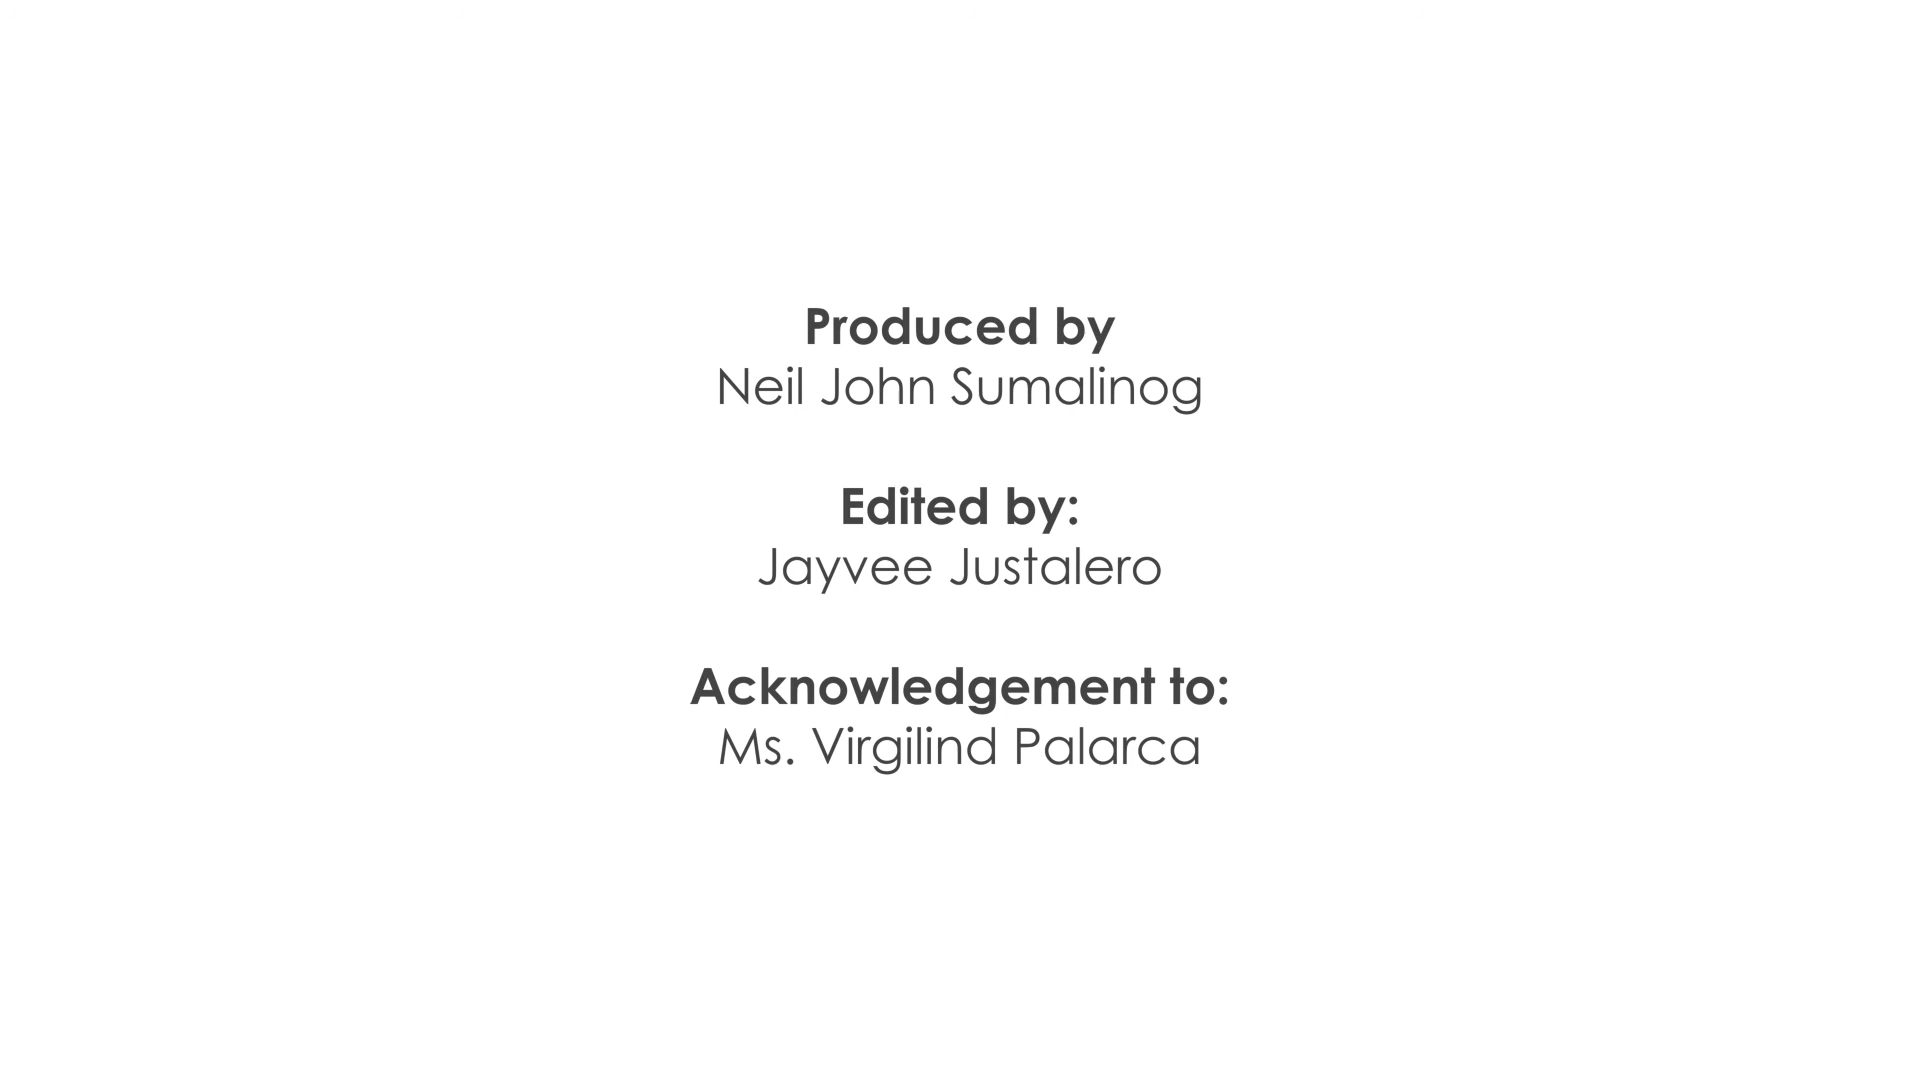 Produced by
Neil John Sumalinog
Edited by:
Jayvee Justalero
Acknowledgement to:
Ms. Virgilind Palarca